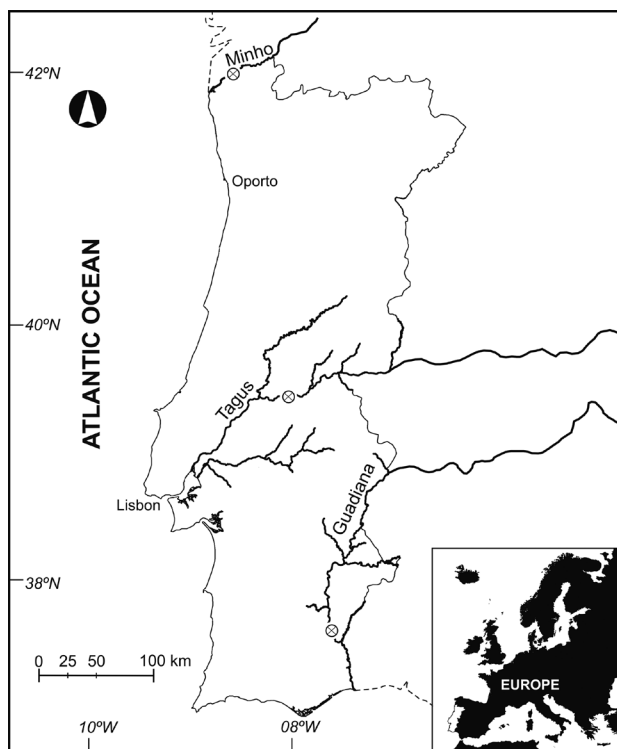 42ºN
Minho
Oporto
ATLANTIC OCEAN
40ºN
Tagus
Guadiana
Lisbon
38ºN
0 25 50 100 km
EUROPE
10ºW
08ºW